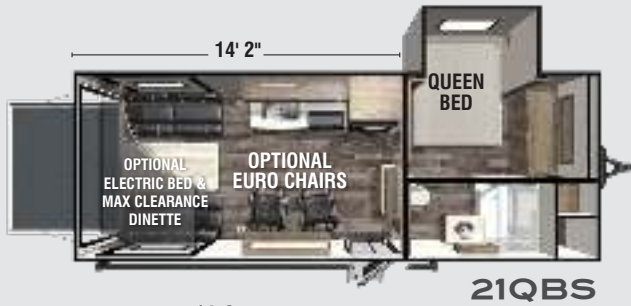 14' 2"
QUEEN
BED
OPTIONAL
ELECTRIC BED &
MAX CLEARANCE
DINETTE
OPTIONAL
EURO CHAIRS
21QBS